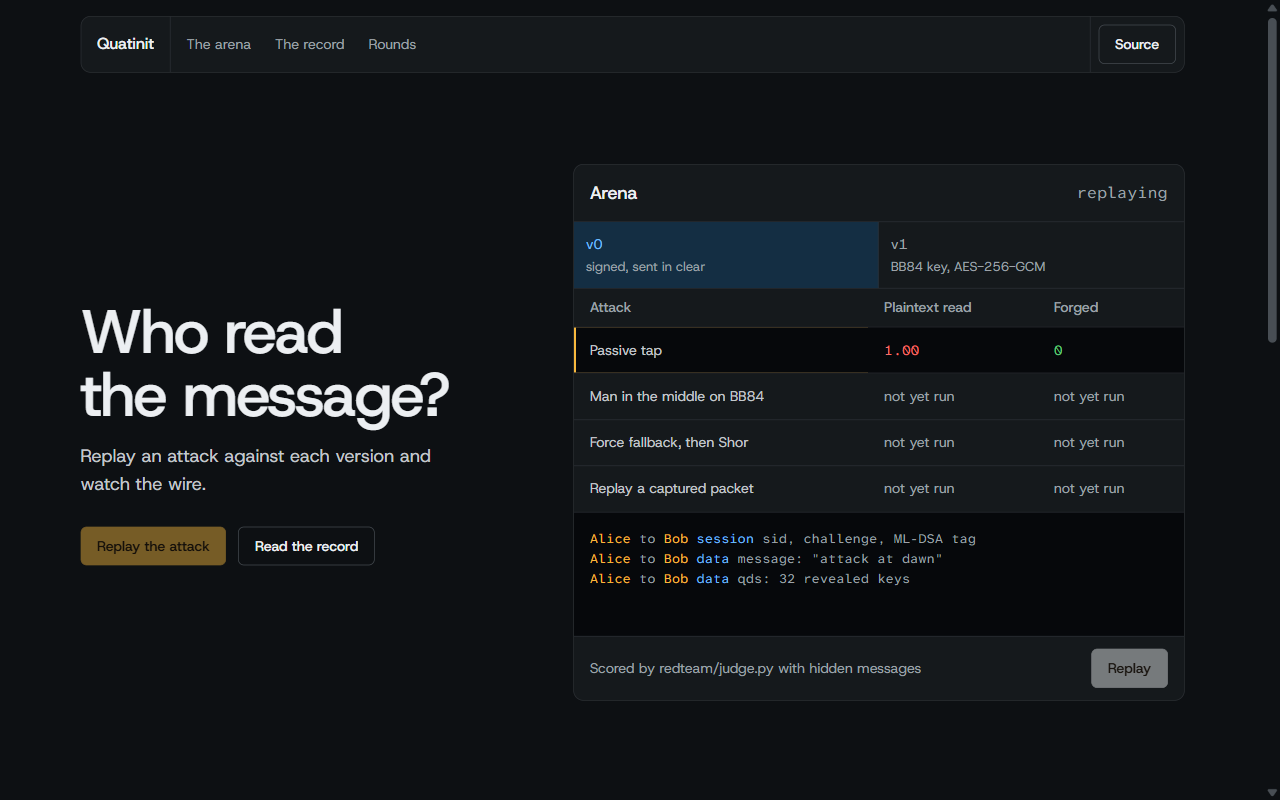 Quatinit
The arena
The record
Rounds
Source
Who read
the message?
Replay an attack against each version and
watch the wire.
Replay the attack
Read the record
Arena
replaying
v0
signed, sent in clear
v1
BB84 key, AES-256-GCM
Attack Plaintext read Forged
Passive tap 1.00 0
Man in the middle on BB84 not yet run not yet run
Force fallback, then Shor not yet run not yet run
Replay a captured packet not yet run not yet run
Alice to Bob session sid, challenge, ML-DSA tag
Alice to Bob data message: "attack at dawn"
Alice to Bob data qds: 32 revealed keys
Scored by redteam/judge.py with hidden messages
Replay